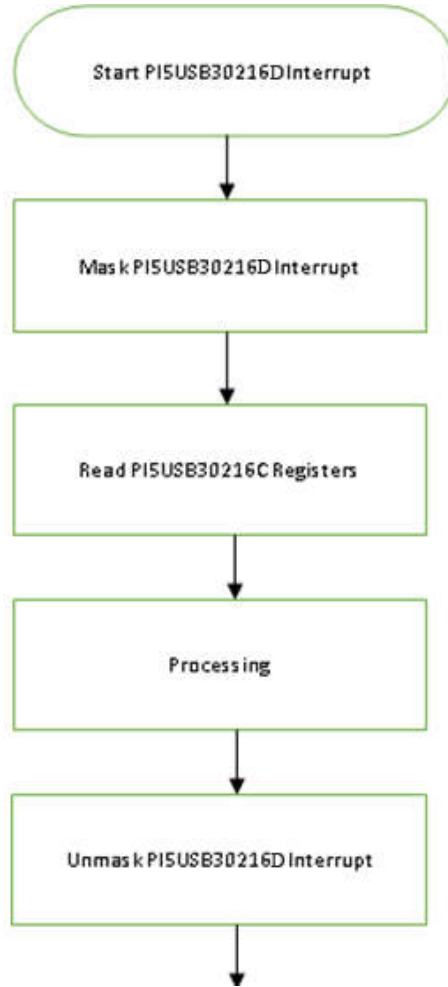 Start PI5USB30216D Interrupt
Mask PI5USB30216D Interrupt
Read PI5USB30216C Registers
Processing
Unmask PI5USB30216D Interrupt